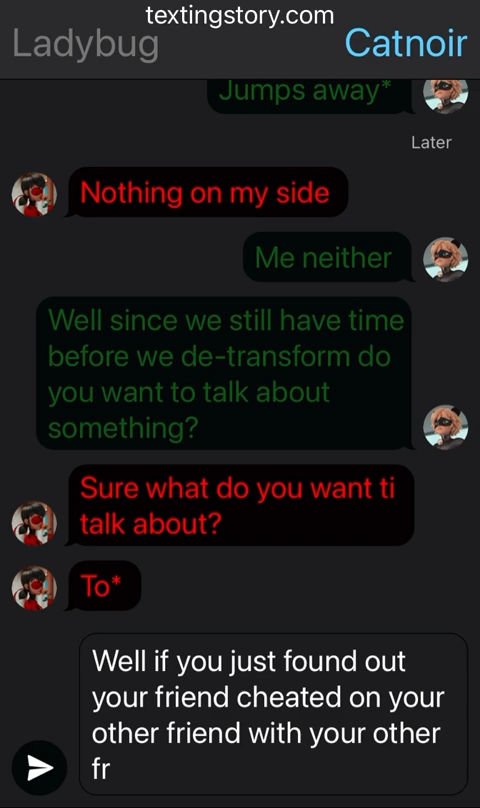 textingstory.com
Ladybug
Catnoir
Jumps away*
Later
Nothing on my side
Me neither
Well since we still have time
before we de-transform do
you want to talk about
something?
Sure what do you want ti
talk about?
To*
Well if you just found out
your friend cheated on your
other friend with your other
fr